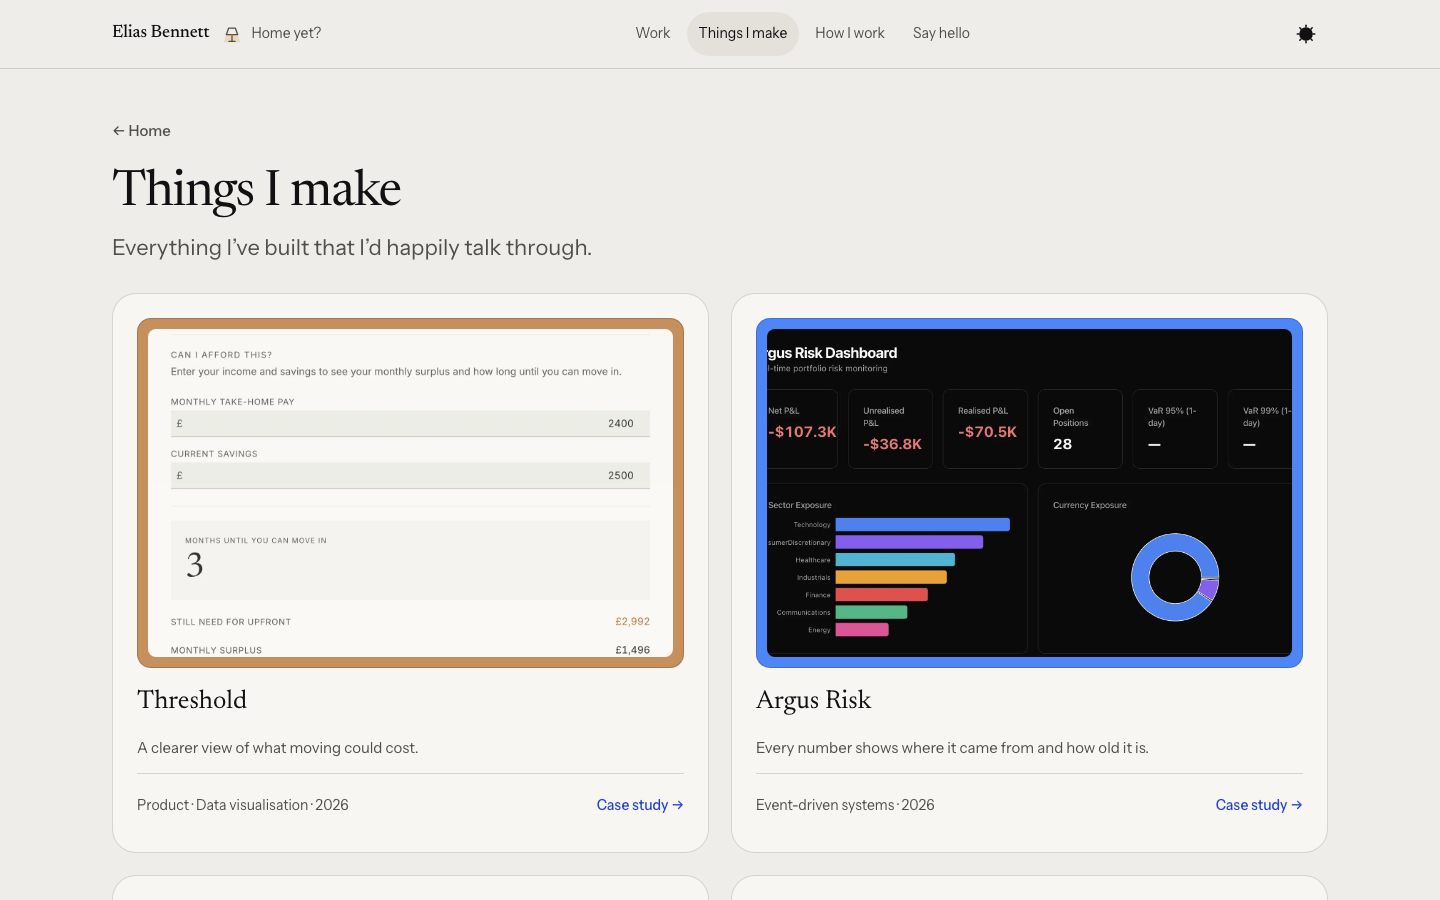 Elias Bennett
Home yet?
Work
Things I make
How I work
Say hello
← Home
Things I make
Everything I've built that I'd happily talk through.
CAN I AFFORD THIS?
Enter your income and savings to see your monthly surplus and how long until you can move in.
MONTHLY TAKE-HOME PAY
£ 2400
CURRENT SAVINGS
£ 2500
MONTHS UNTIL YOU CAN MOVE IN
3
STILL NEED FOR UPFRONT £2,992
MONTHLY SURPLUS £1,496
Threshold
A clearer view of what moving could cost.
Product · Data visualisation · 2026
Case study →
rgus Risk Dashboard
l-time portfolio risk monitoring
Net P&L
-$107.3K
Unrealised
P&L
-$36.8K
Realised P&L
-$70.5K
Open
Positions
28
VaR 95% (1-
day)
—
VaR 99% (1-
day)
—
Sector Exposure
Technology
sumerDiscretionary
Healthcare
Industrials
Finance
Communications
Energy
Currency Exposure
Argus Risk
Every number shows where it came from and how old it is.
Event-driven systems · 2026
Case study →